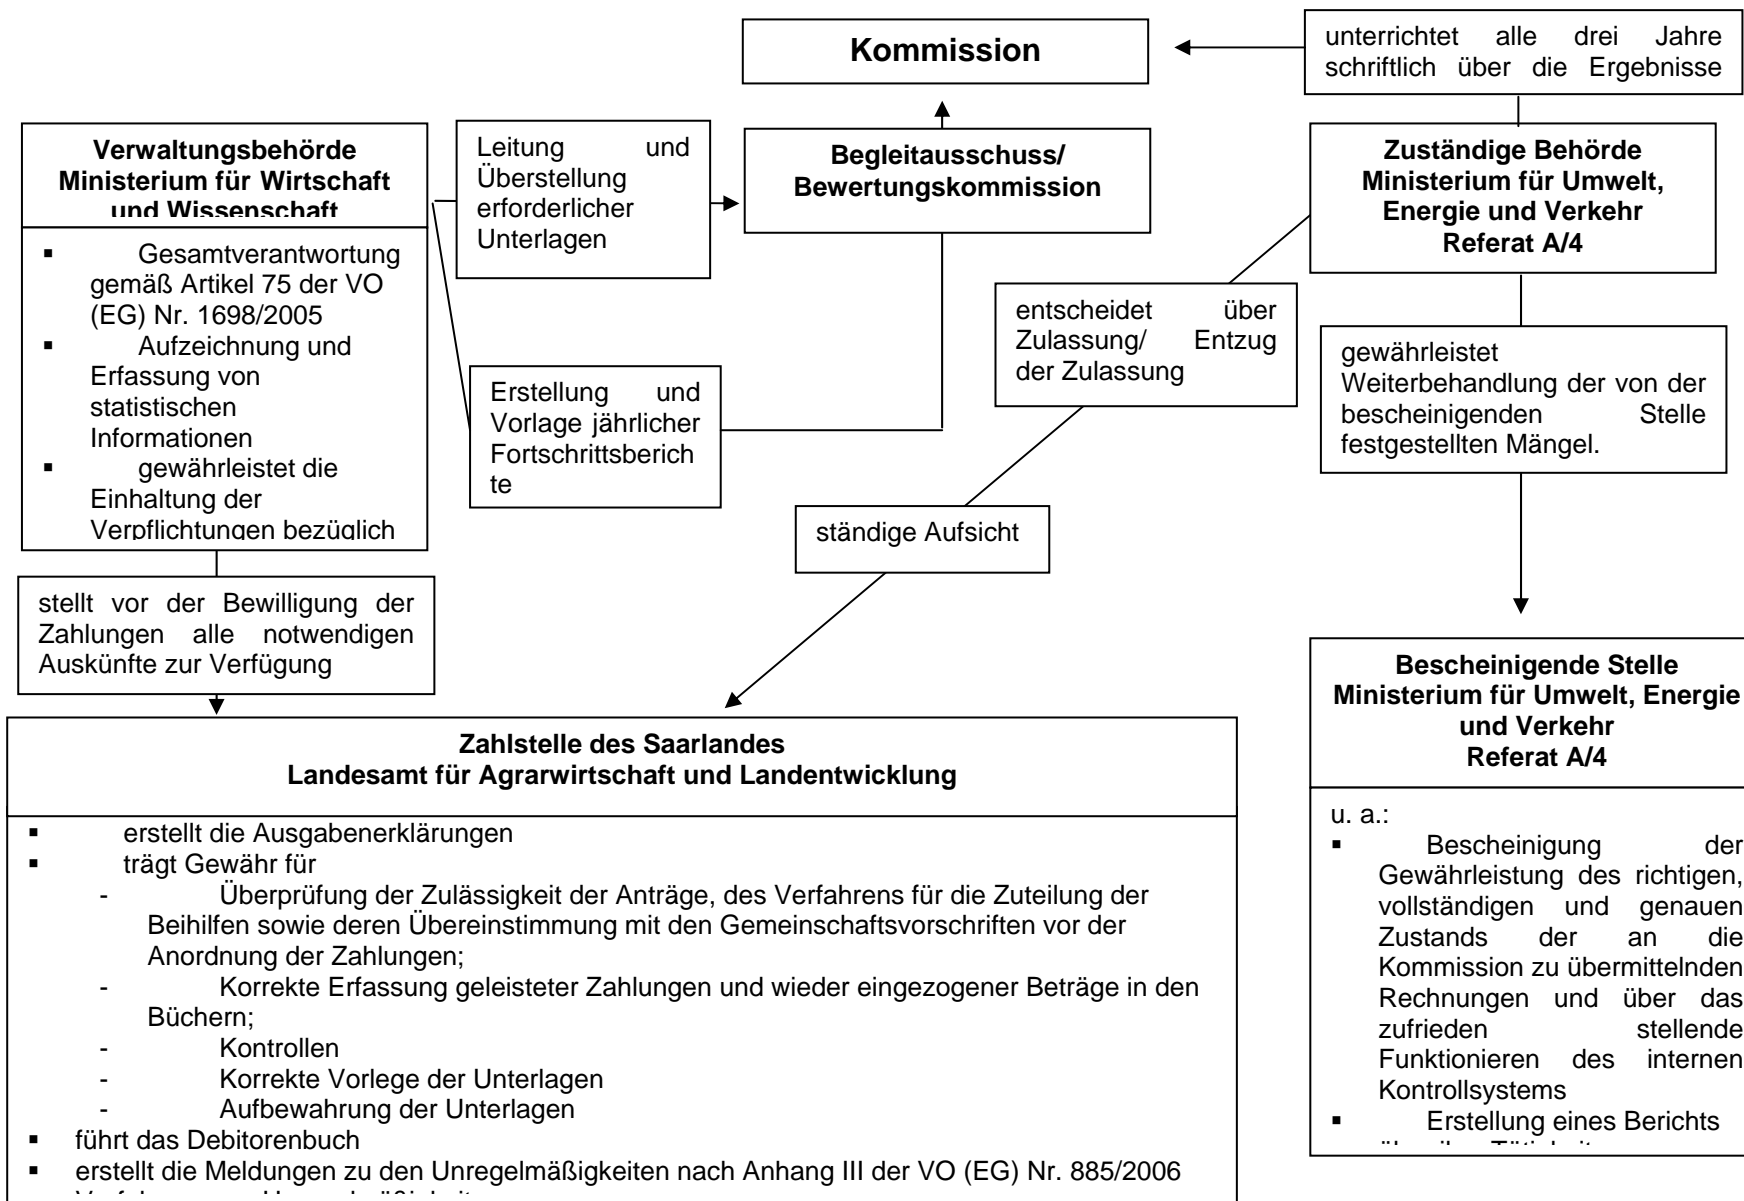 Kommission
unterrichtet alle drei Jahre
schriftlich über die Ergebnisse
Verwaltungsbehörde
Ministerium für Wirtschaft
und Wissenschaft
▪ Gesamtverantwortung
gemäß Artikel 75 der VO
(EG) Nr. 1698/2005
▪ Aufzeichnung und
Erfassung von
statistischen
Informationen
▪ gewährleistet die
Einhaltung der
Verpflichtungen bezüglich
Leitung und
Überstellung
erforderlicher
Unterlagen
Begleitausschuss/
Bewertungskommission
Zuständige Behörde
Ministerium für Umwelt,
Energie und Verkehr
Referat A/4
Erstellung und
Vorlage jährlicher
Fortschrittsberich
te
entscheidet über
Zulassung/ Entzug
der Zulassung
gewährleistet
Weiterbehandlung der von der
bescheinigenden Stelle
festgestellten Mängel.
ständige Aufsicht
stellt vor der Bewilligung der
Zahlungen alle notwendigen
Auskünfte zur Verfügung
Zahlstelle des Saarlandes
Landesamt für Agrarwirtschaft und Landentwicklung
▪ erstellt die Ausgabenerklärungen
▪ trägt Gewähr für
- Überprüfung der Zulässigkeit der Anträge, des Verfahrens für die Zuteilung der
Beihilfen sowie deren Übereinstimmung mit den Gemeinschaftsvorschriften vor der
Anordnung der Zahlungen;
- Korrekte Erfassung geleisteter Zahlungen und wieder eingezogener Beträge in den
Büchern;
- Kontrollen
- Korrekte Vorlege der Unterlagen
- Aufbewahrung der Unterlagen
▪ führt das Debitorenbuch
▪ erstellt die Meldungen zu den Unregelmäßigkeiten nach Anhang III der VO (EG) Nr. 885/2006
Bescheinigende Stelle
Ministerium für Umwelt, Energie
und Verkehr
Referat A/4
u. a.:
▪ Bescheinigung der
Gewährleistung des richtigen,
vollständigen und genauen
Zustands der an die
Kommission zu übermittelnden
Rechnungen und über das
zufrieden stellende
Funktionieren des internen
Kontrollsystems
▪ Erstellung eines Berichts